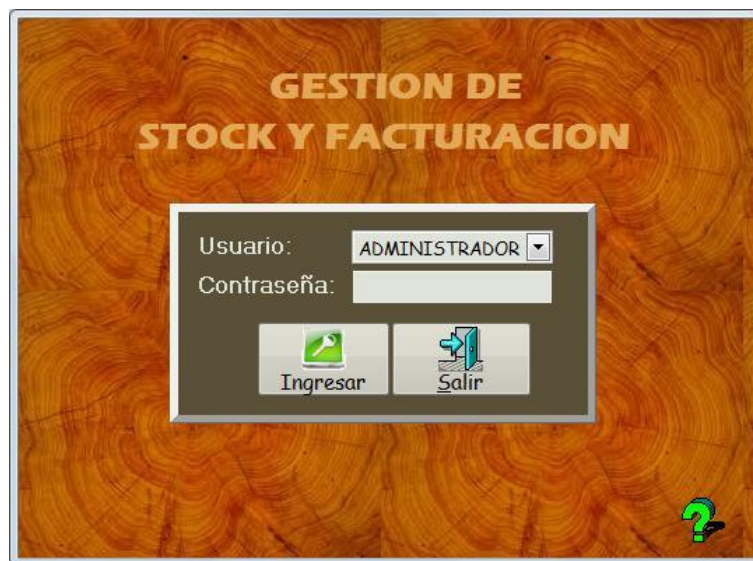 GESTION DE
STOCK Y FACTURACION
Usuario: ADMINISTRADOR
Contraseña:
Ingresar Salir
?